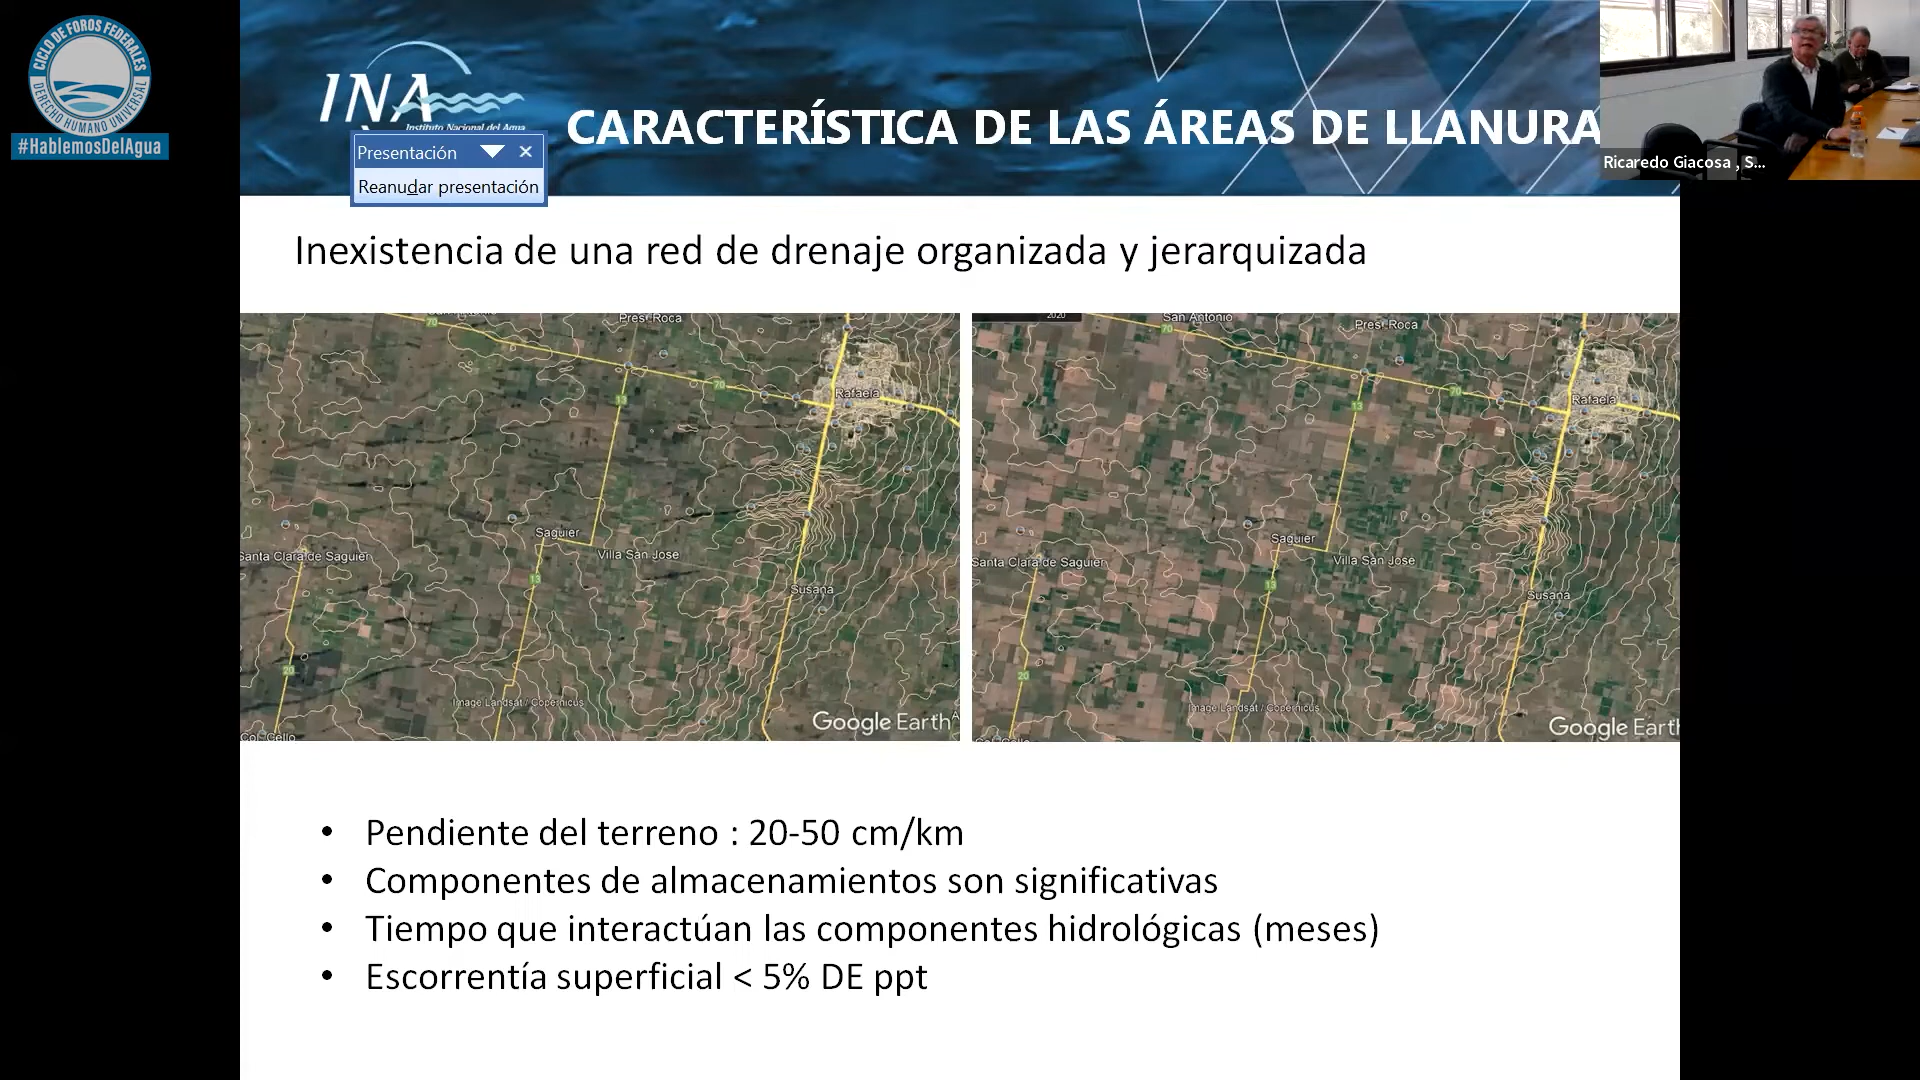 CICLO DE FOROS FEDERALES
DERECHO HUMANO UNIVERSAL
#HablemosDelAgua
INA
Instituto Nacional del Agua
CARACTERÍSTICA DE LAS ÁREAS DE LLANURA
Presentación
Reanudar presentación
Ricaredo Giacosa , S...
Inexistencia de una red de drenaje organizada y jerarquizada
70
Pres. Roca
70
13
Rafaela
Saguier
Santa Clara de Saguier
Villa San Jose
13
Susana
20
Image Landsat / Copernicus
Google Earth
Col. Cello
2020
San Antonio
70
Pres. Roca
70
13
Rafaela
Saguier
Santa Clara de Saguier
Villa San Jose
13
Susana
20
Image Landsat / Copernicus
Google Earth
• Pendiente del terreno : 20-50 cm/km
• Componentes de almacenamientos son significativas
• Tiempo que interactúan las componentes hidrológicas (meses)
• Escorrentía superficial < 5% DE ppt